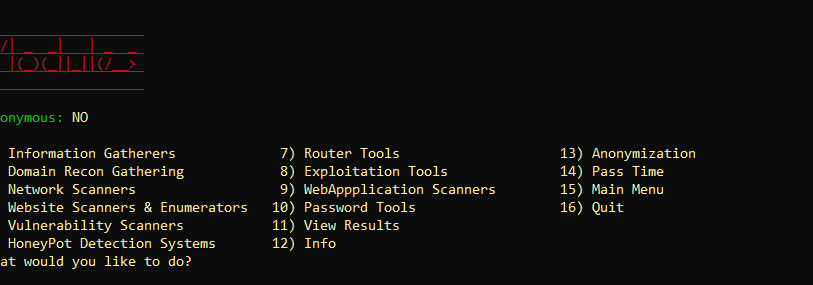 onymous: NO
Information Gatherers 7) Router Tools 13) Anonymization
Domain Recon Gathering 8) Exploitation Tools 14) Pass Time
Network Scanners 9) WebAppplication Scanners 15) Main Menu
Website Scanners & Enumerators 10) Password Tools 16) Quit
Vulnerability Scanners 11) View Results
HoneyPot Detection Systems 12) Info
at would you like to do?